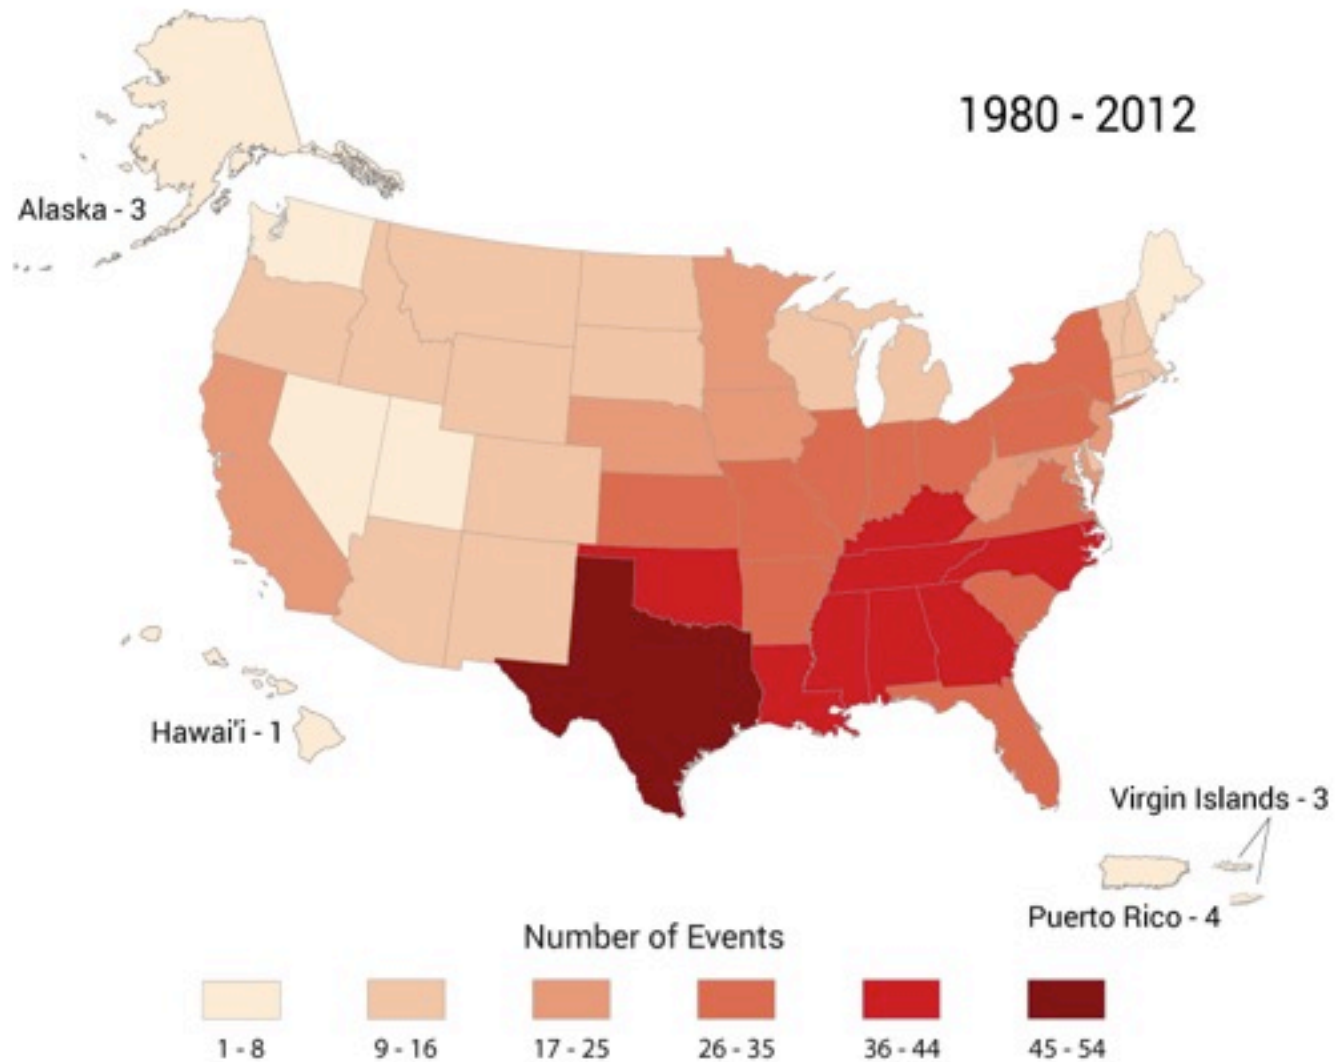 1980 - 2012
Alaska - 3
Hawai'i - 1
Virgin Islands - 3
Puerto Rico - 4
Number of Events
1 - 8 9 - 16 17 - 25 26 - 35 36 - 44 45 - 54